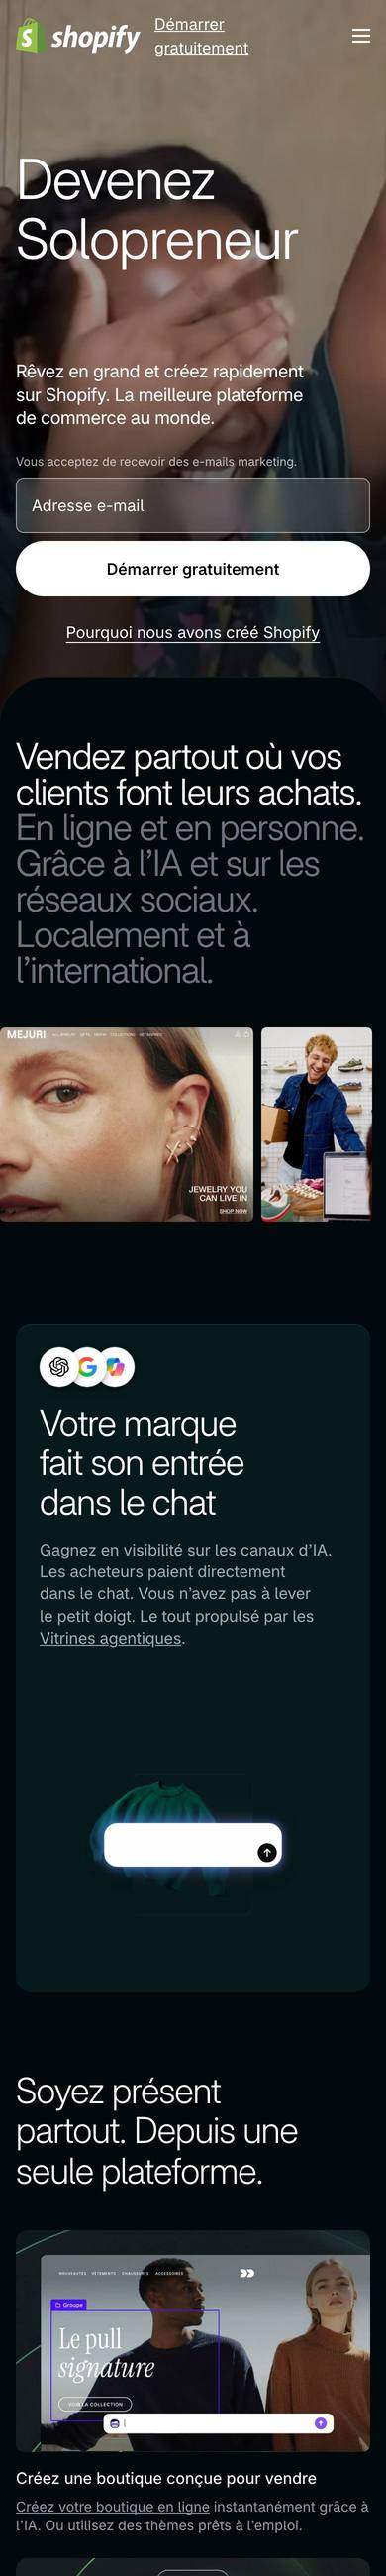 shopify
Démarrer
gratuitement
Devenez
Solopreneur
Rêvez en grand et créez rapidement
sur Shopify. La meilleure plateforme
de commerce au monde.
Vous acceptez de recevoir des e-mails marketing.
Adresse e-mail
Démarrer gratuitement
Pourquoi nous avons créé Shopify
Vendez partout où vos
clients font leurs achats.
En ligne et en personne.
Grâce à l’IA et sur les
réseaux sociaux.
Localement et à
l’international.
MEJURI
JEWELRY YOU
CAN LIVE IN
SHOP NOW
Votre marque
fait son entrée
dans le chat
Gagnez en visibilité sur les canaux d’IA.
Les acheteurs paient directement
dans le chat. Vous n’avez pas à lever
le petit doigt. Le tout propulsé par les
Vitrines agentiques.
Soyez présent
partout. Depuis une
seule plateforme.
NOUVEAUTÉS VÊTEMENTS CHAUSSURES ACCESSOIRES
Groupe
Le pull
signature
VOIR LA COLLECTION
Créez une boutique conçue pour vendre
Créez votre boutique en ligne instantanément grâce à
l’IA. Ou utilisez des thèmes prêts à l’emploi.